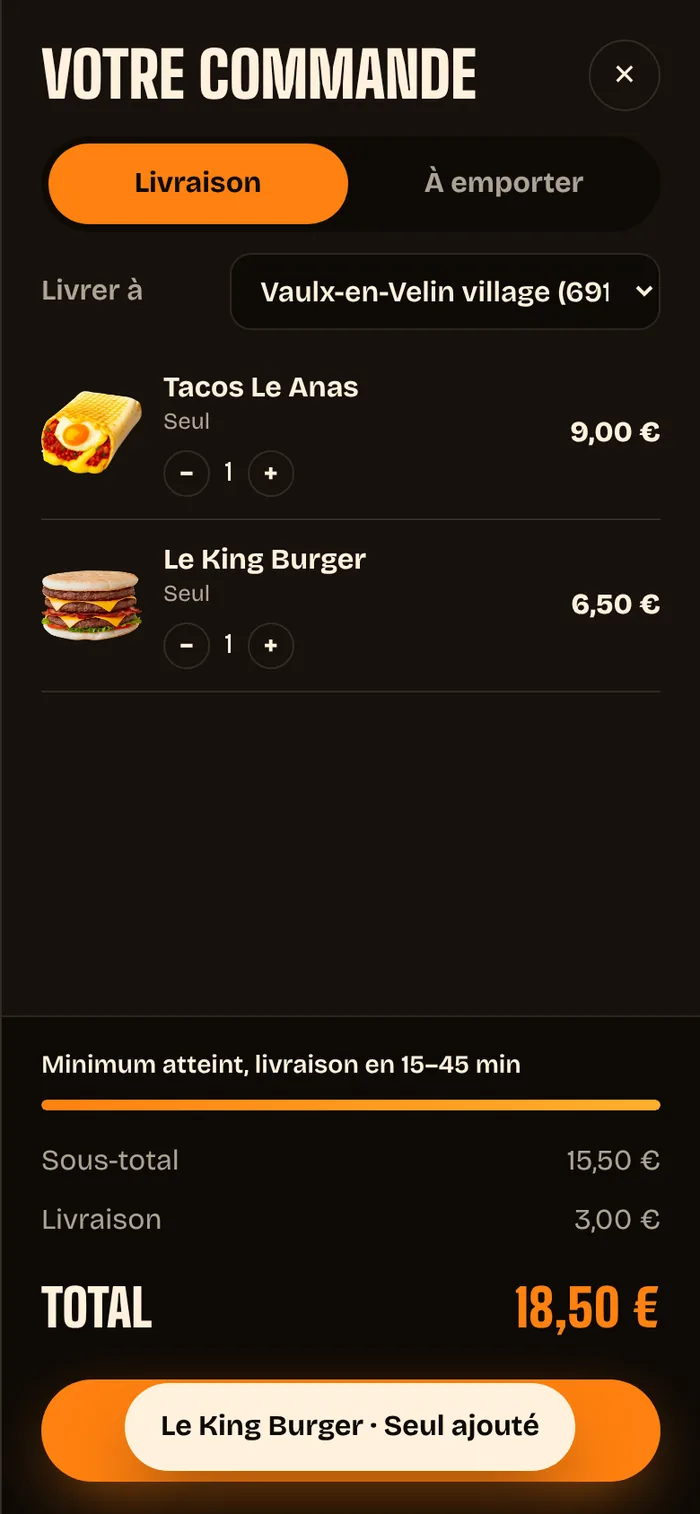 VOTRE COMMANDE
×
Livraison
À emporter
Livrer à
Vaulx-en-Velin village (691
Tacos Le Anas
Seul
− 1 +
9,00 €
Le King Burger
Seul
− 1 +
6,50 €
Minimum atteint, livraison en 15–45 min
Sous-total 15,50 €
Livraison 3,00 €
TOTAL 18,50 €
Le King Burger · Seul ajouté